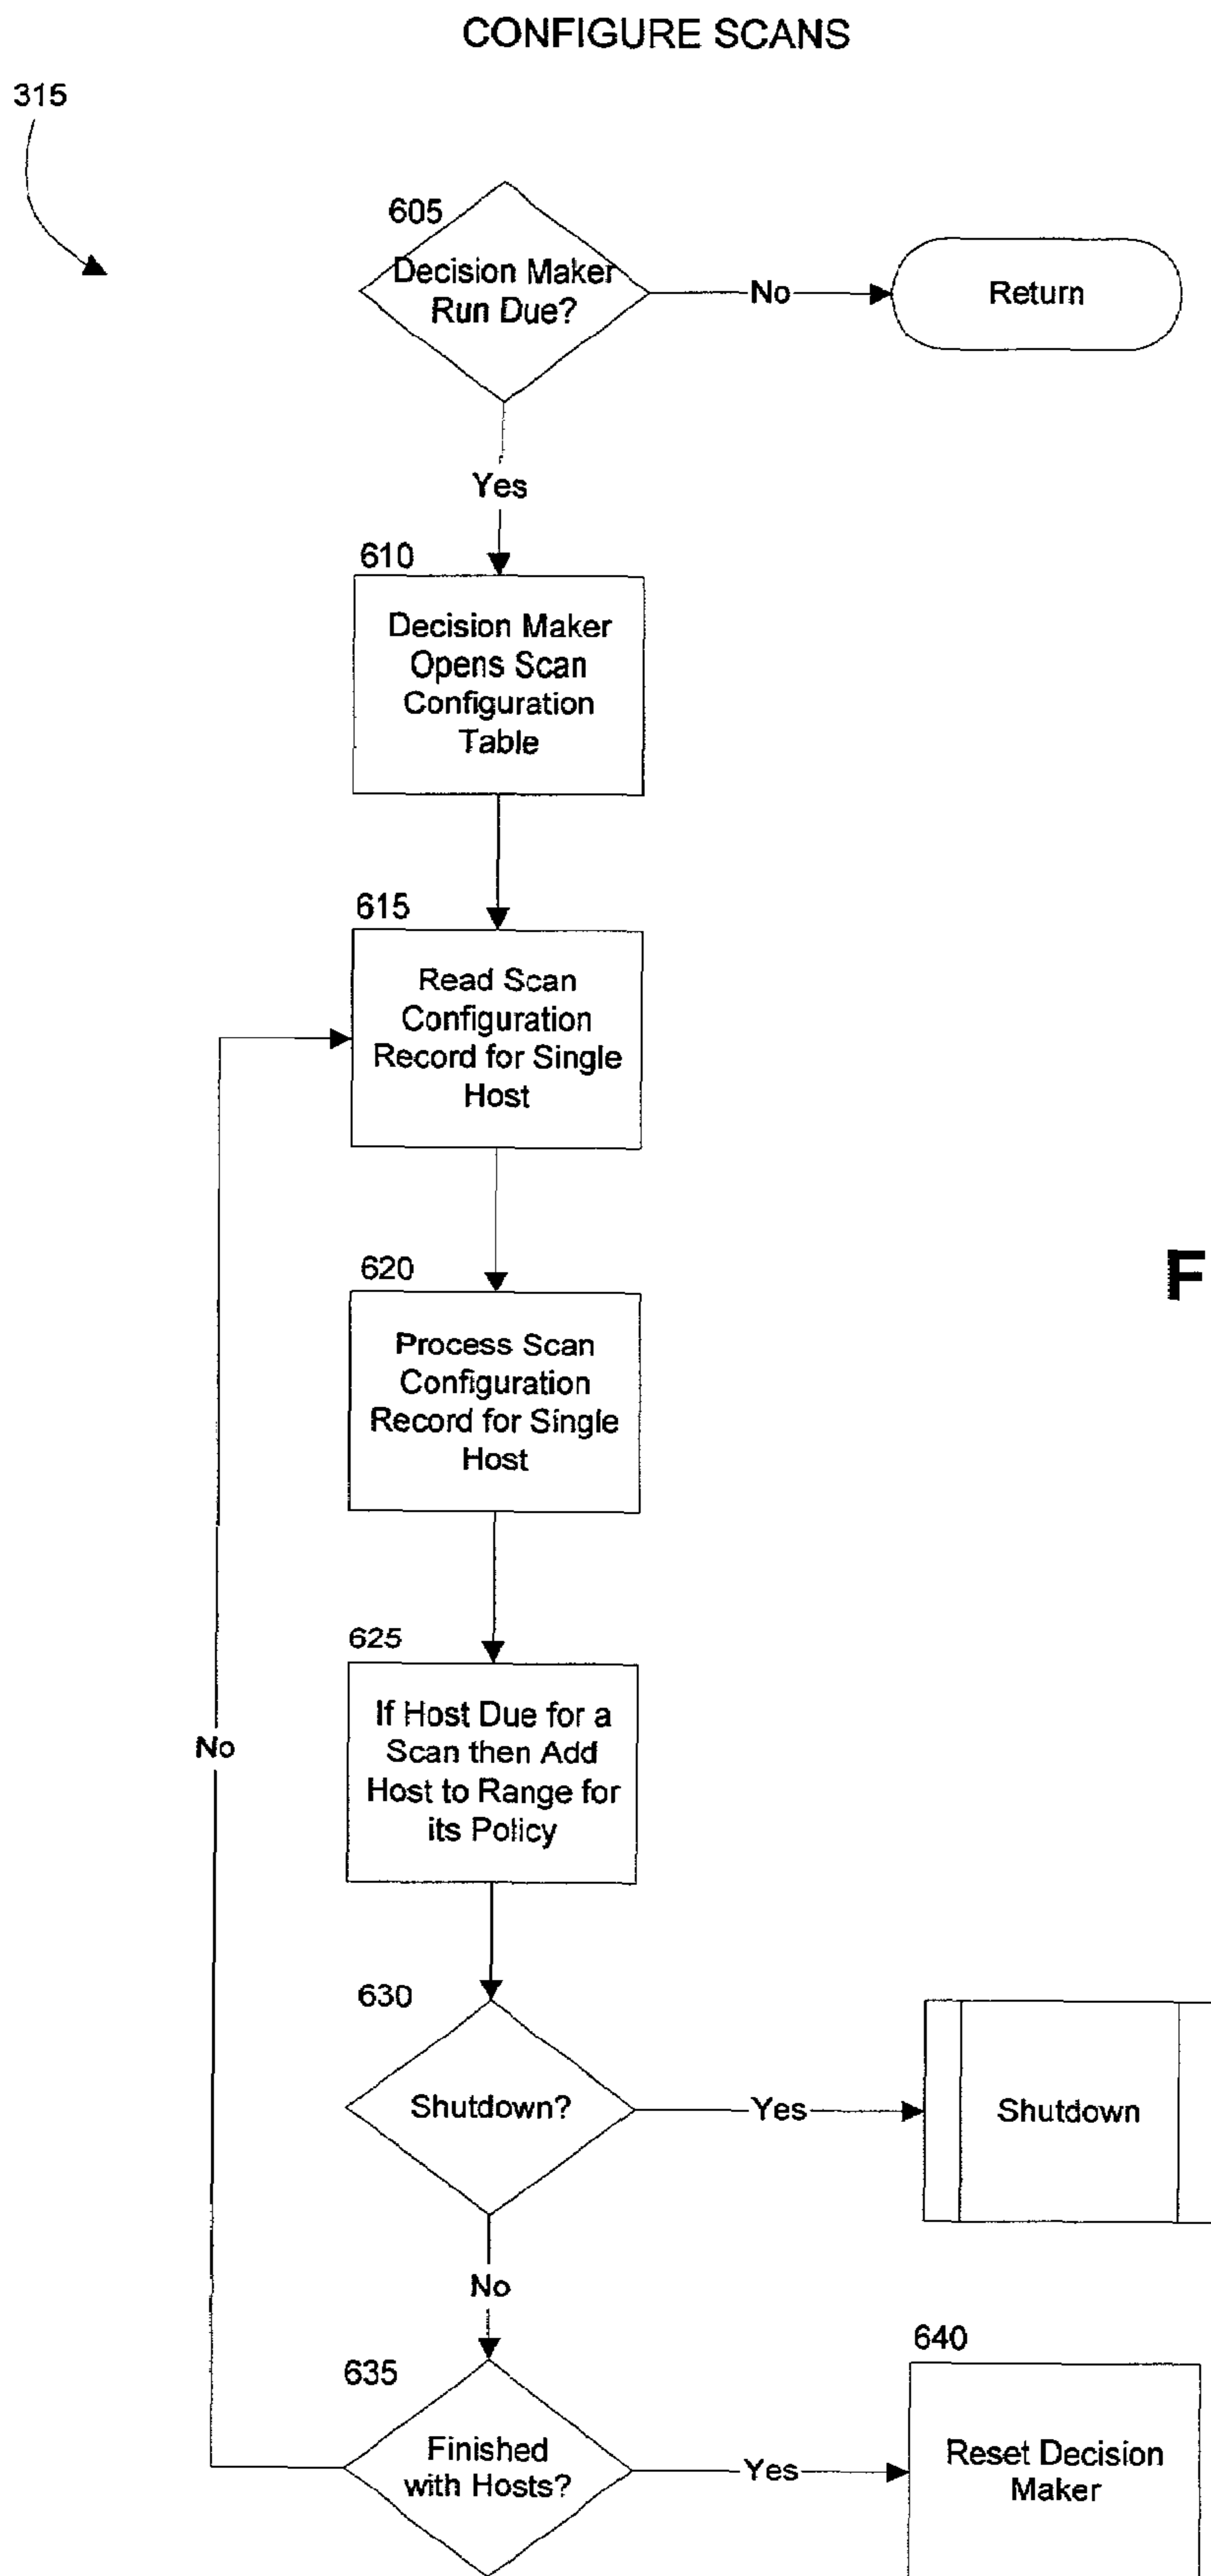 CONFIGURE SCANS
315
605
Decision Maker
Run Due?
No
Return
Yes
610
Decision Maker
Opens Scan
Configuration
Table
615
Read Scan
Configuration
Record for Single
Host
620
F
Process Scan
Configuration
Record for Single
Host
625
If Host Due for a
Scan then Add
Host to Range for
its Policy
No
630
Shutdown?
Yes
Shutdown
No
635
640
Finished
with Hosts?
Yes
Reset Decision
Maker